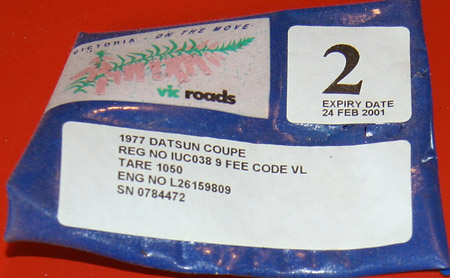 VICTORIA - ON THE MOVE
vic roads
2
EXPIRY DATE
24 FEB 2001
1977 DATSUN COUPE
REG NO IUC038 9 FEE CODE VL
TARE 1050
ENG NO L26159809
SN 0784472